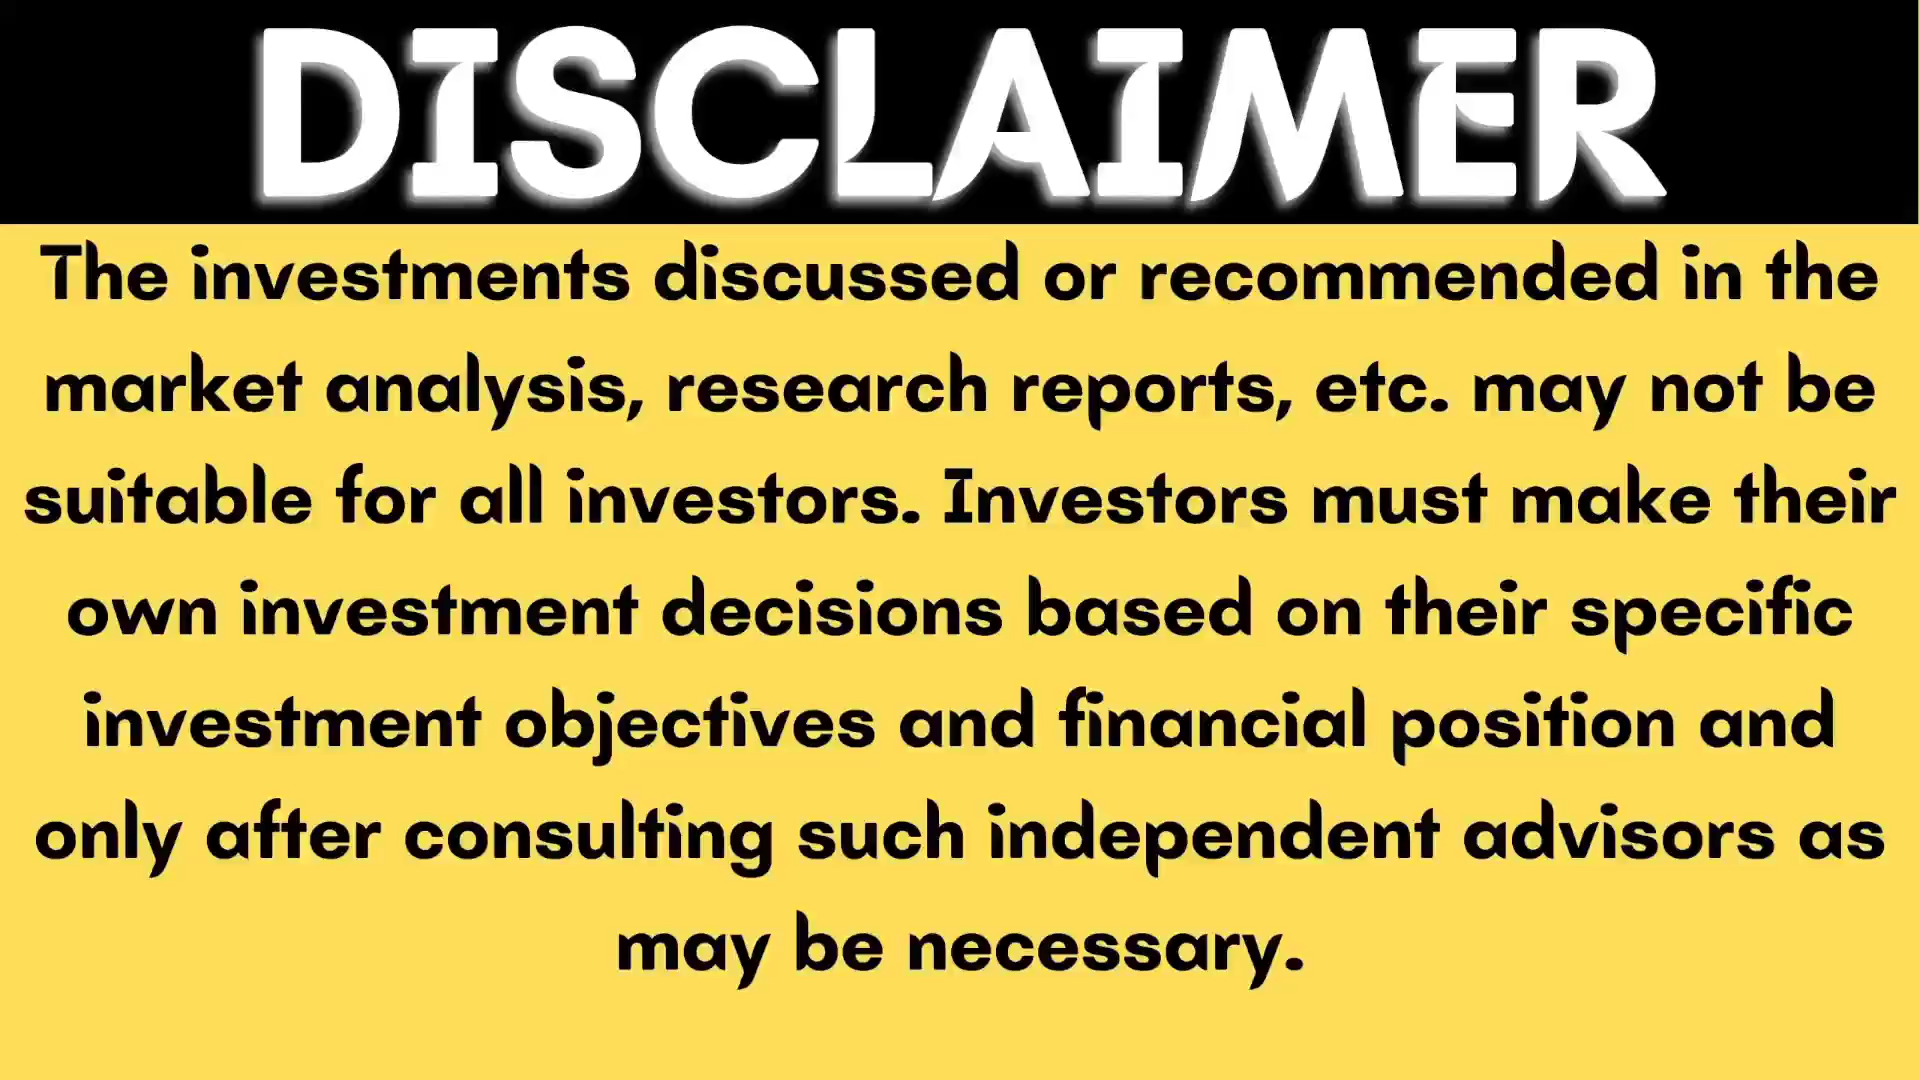 DISCLAIMER
The investments discussed or recommended in the
market analysis, research reports, etc. may not be
suitable for all investors. Investors must make their
own investment decisions based on their specific
investment objectives and financial position and
only after consulting such independent advisors as
may be necessary.